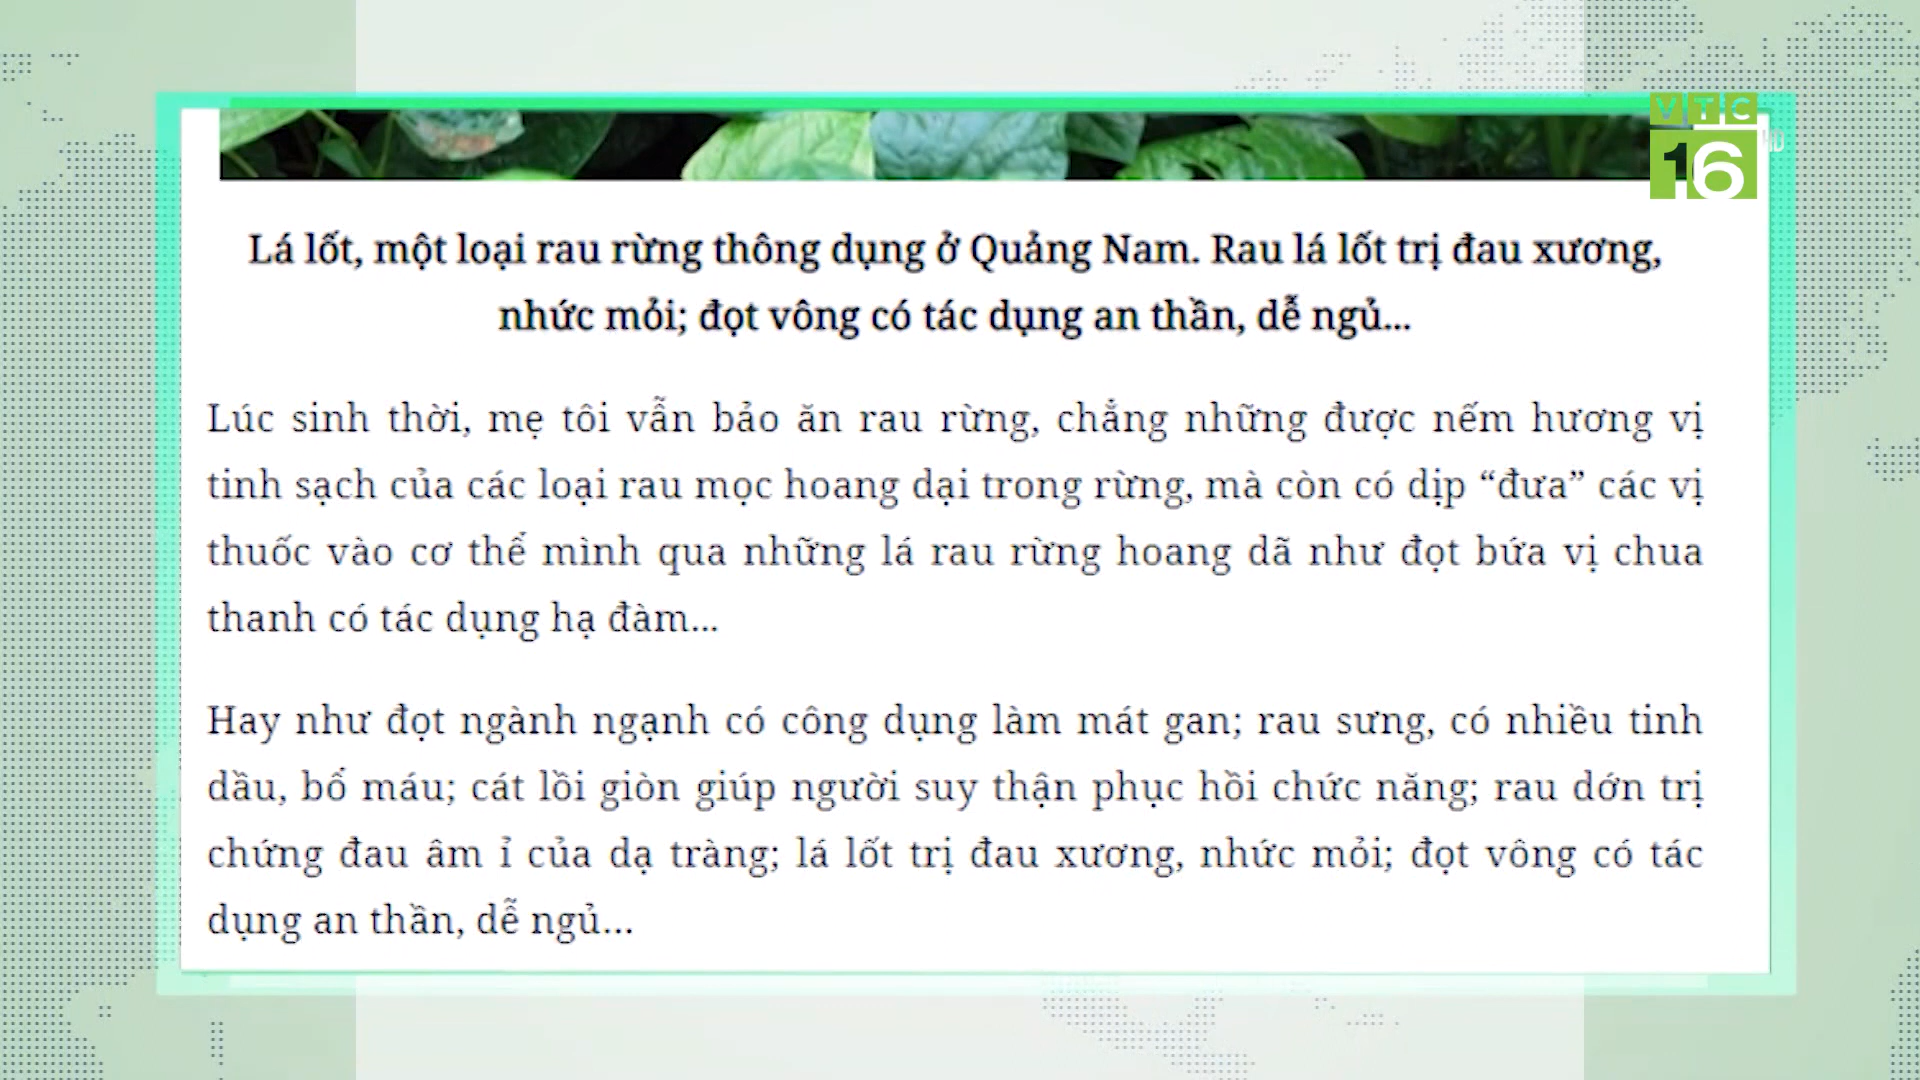 VTC
16
HD
Lá lốt, một loại rau rừng thông dụng ở Quảng Nam. Rau lá lốt trị đau xương,
nhức mỏi; đọt vông có tác dụng an thần, dễ ngủ...
Lúc sinh thời, mẹ tôi vẫn bảo ăn rau rừng, chẳng những được nếm hương vị
tinh sạch của các loại rau mọc hoang dại trong rừng, mà còn có dịp “đưa” các vị
thuốc vào cơ thể mình qua những lá rau rừng hoang dã như đọt bứa vị chua
thanh có tác dụng hạ đàm...
Hay như đọt ngành ngạnh có công dụng làm mát gan; rau sưng, có nhiều tinh
dầu, bổ máu; cát lồi giòn giúp người suy thận phục hồi chức năng; rau dớn trị
chứng đau âm ỉ của dạ tràng; lá lốt trị đau xương, nhức mỏi; đọt vông có tác
dụng an thần, dễ ngủ...